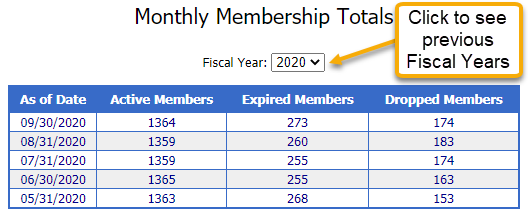 Monthly Membership Totals
Click to see
previous
Fiscal Years
Fiscal Year: 2020
As of Date Active Members Expired Members Dropped Members
09/30/2020 1364 273 174
08/31/2020 1359 260 183
07/31/2020 1359 255 174
06/30/2020 1365 255 163
05/31/2020 1363 268 153